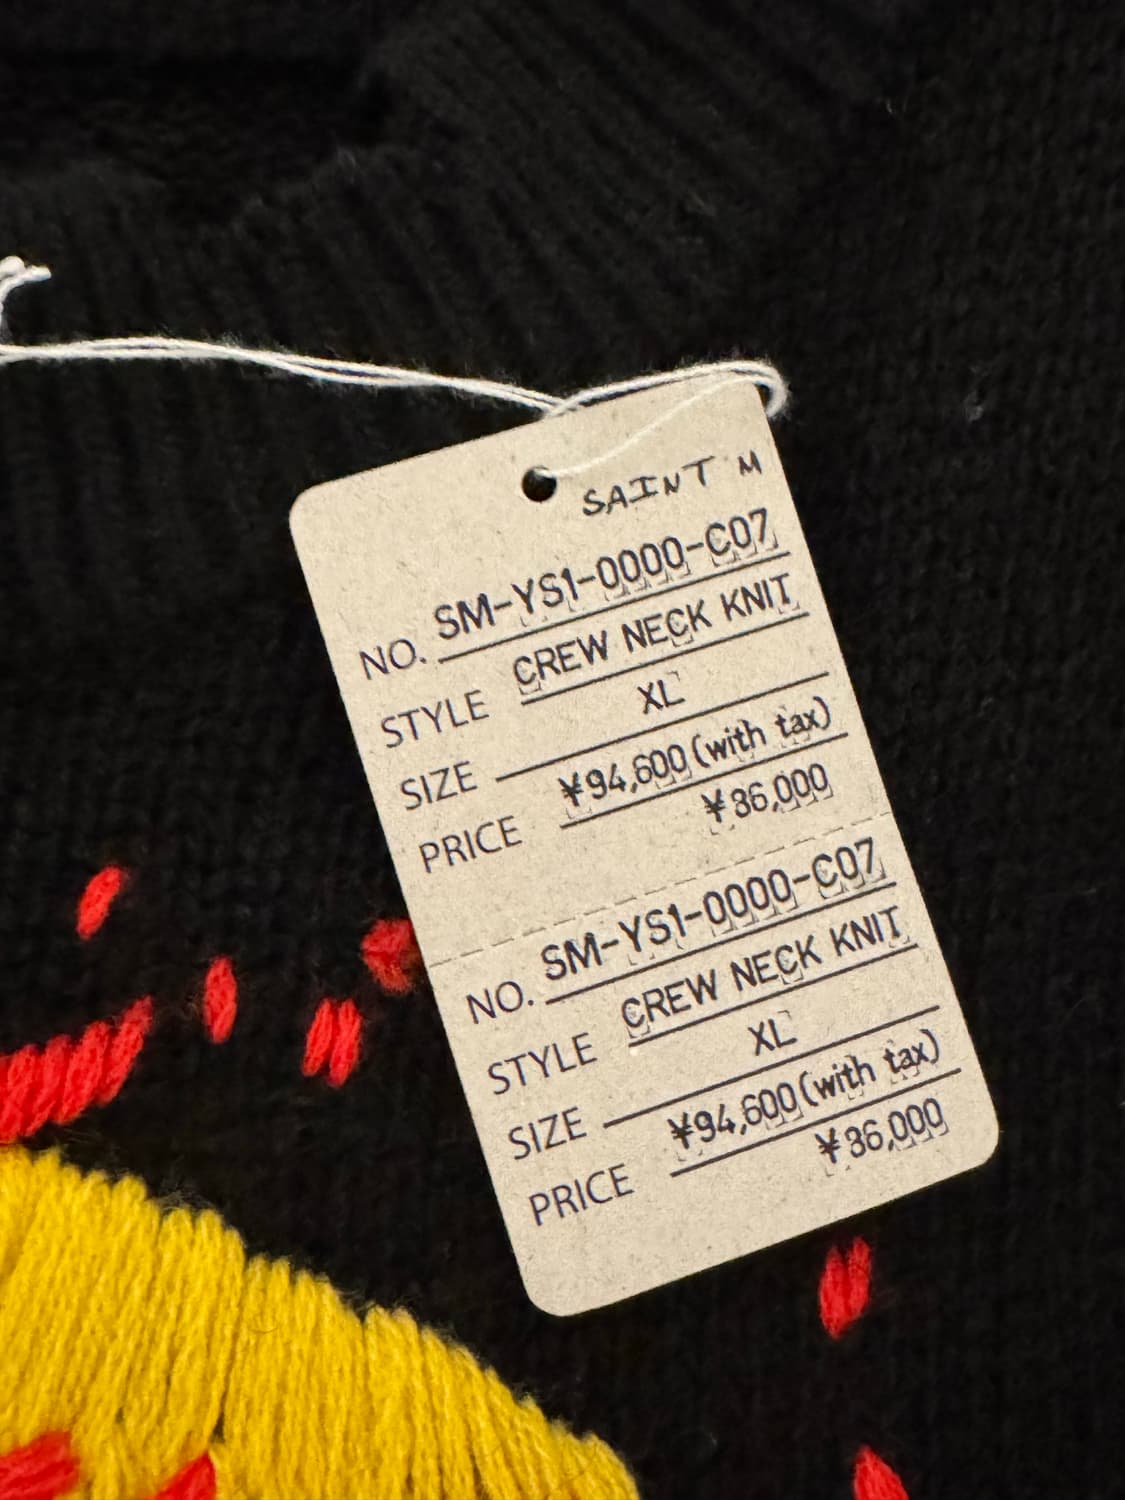 SAINT M
NO. SM-YS1-0000-C07
STYLE CREW NECK KNIT
SIZE XL
PRICE ¥94,600(with tax)
¥86,000
NO. SM-YS1-0000-C07
STYLE CREW NECK KNIT
SIZE XL
PRICE ¥94,600(with tax)
¥86,000